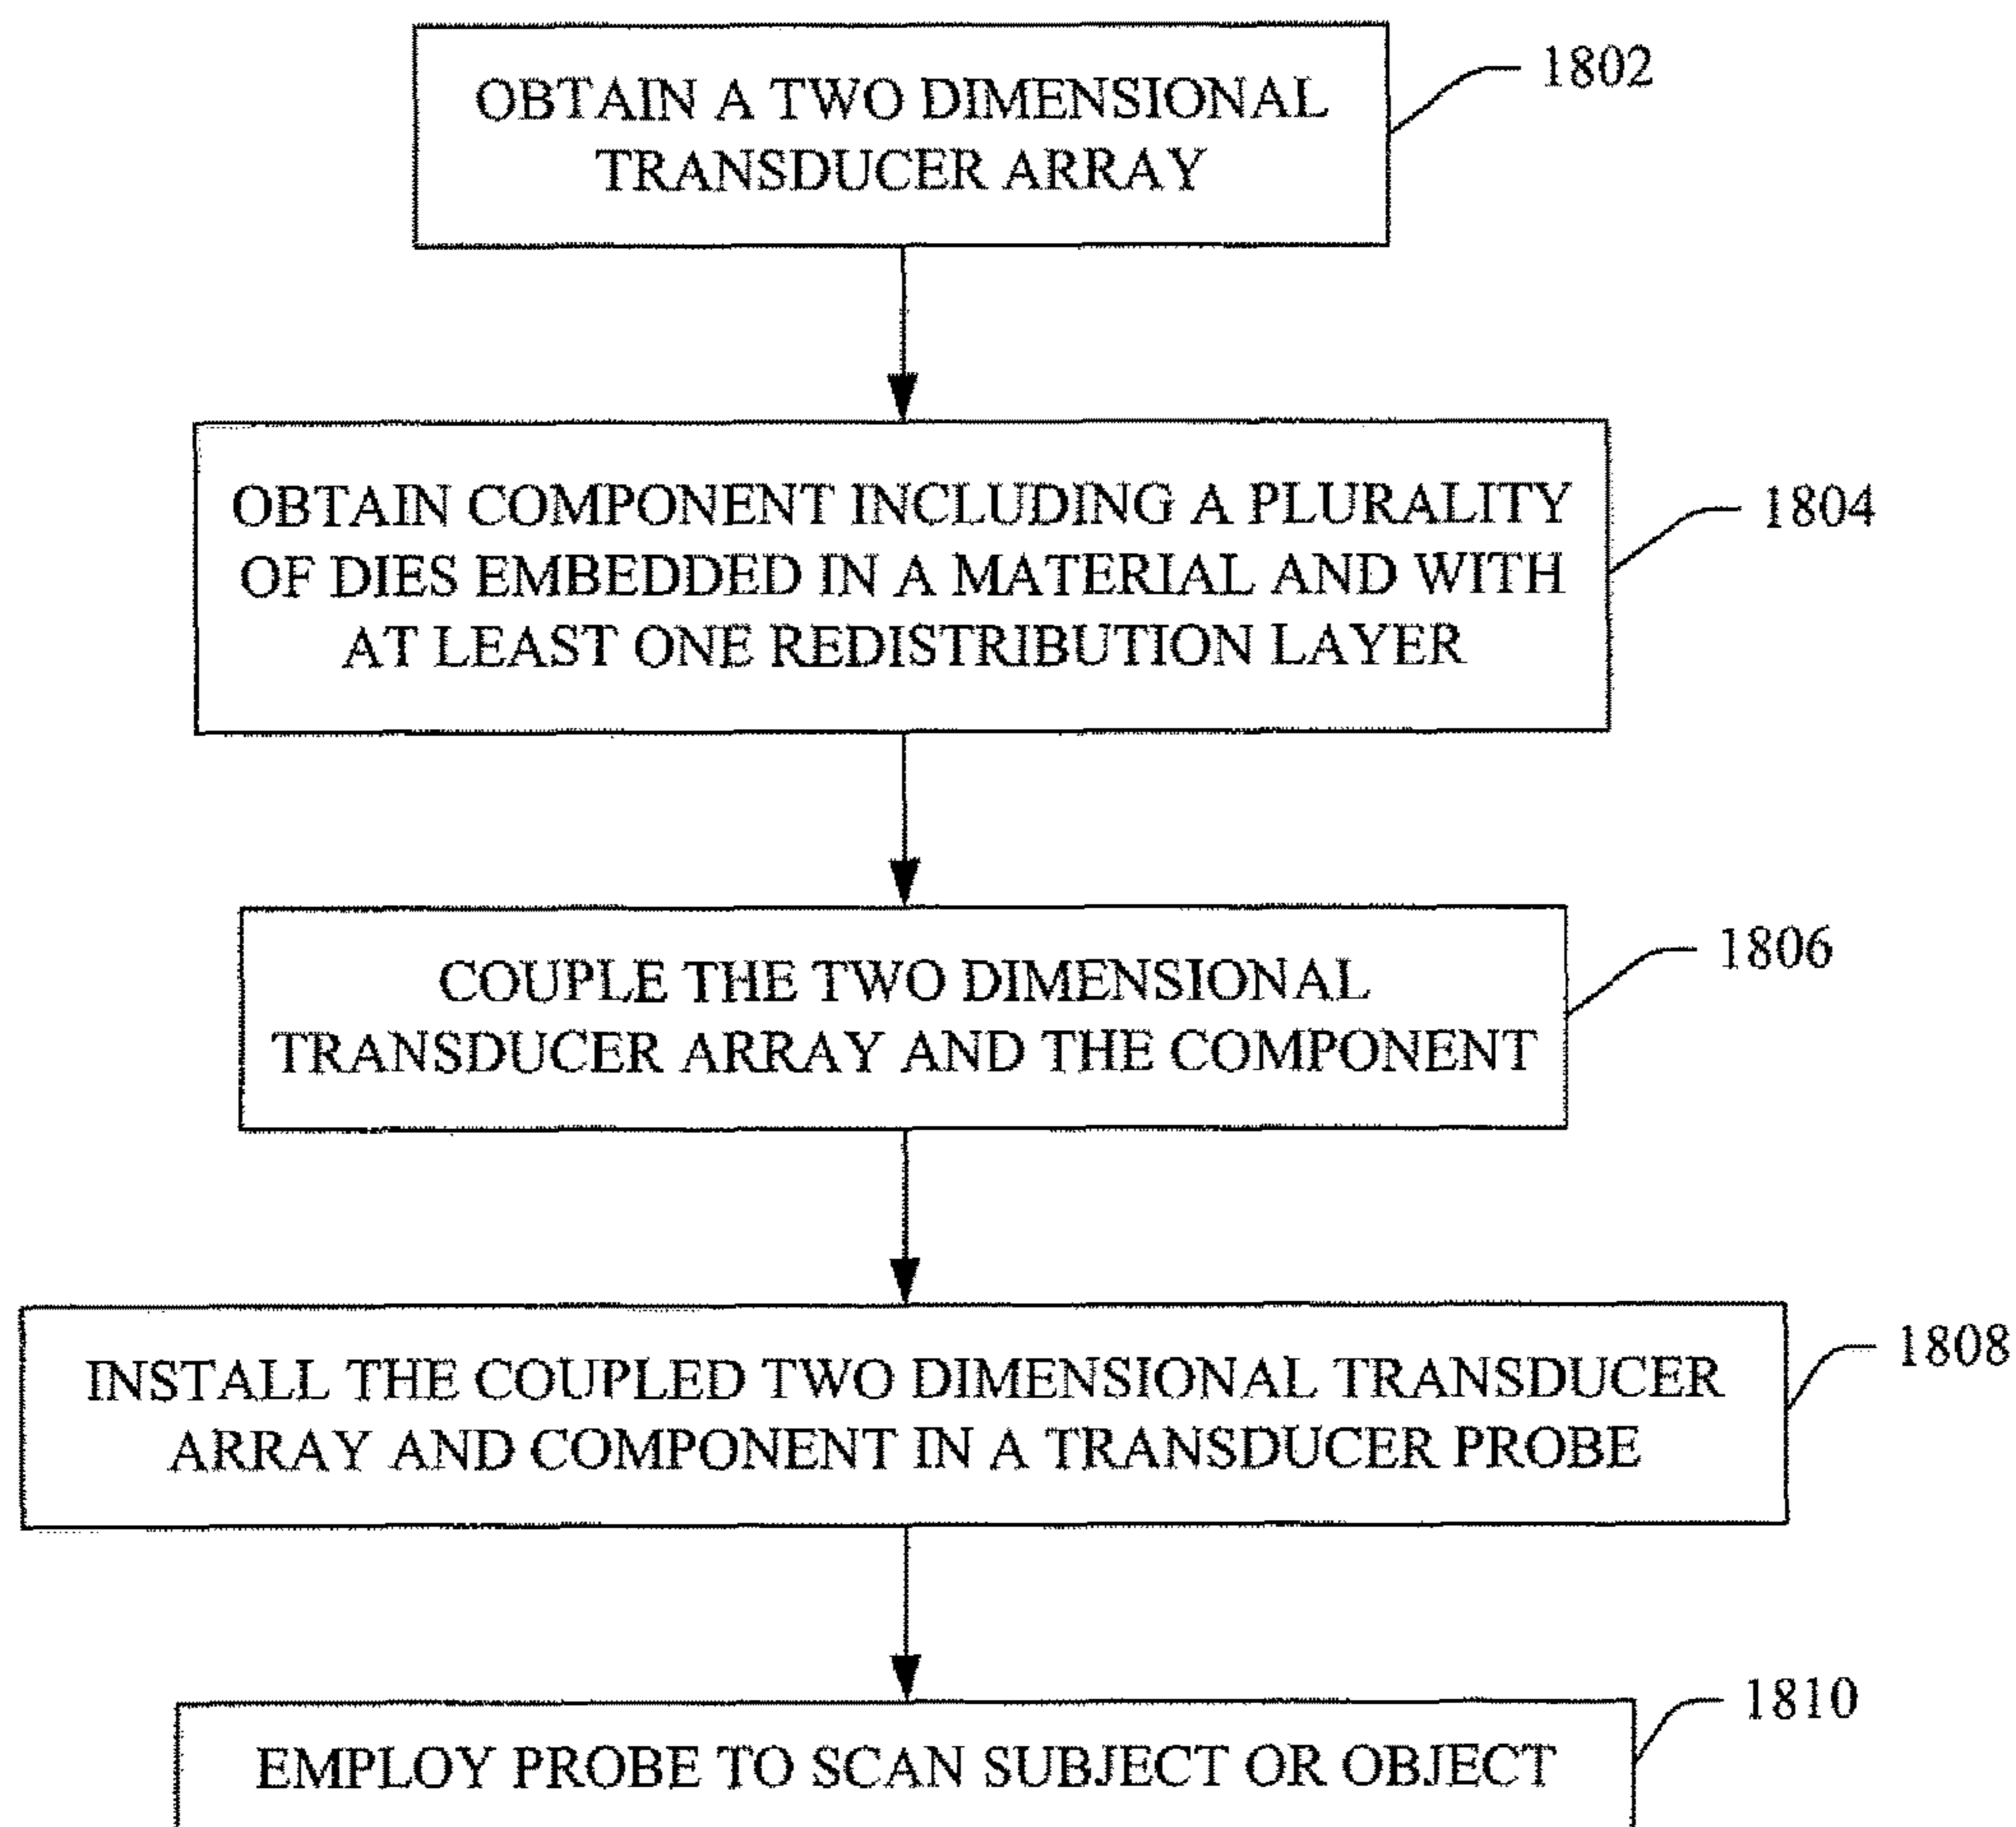 OBTAIN A TWO DIMENSIONAL
TRANSDUCER ARRAY
1802
OBTAIN COMPONENT INCLUDING A PLURALITY
OF DIES EMBEDDED IN A MATERIAL AND WITH
AT LEAST ONE REDISTRIBUTION LAYER
1804
COUPLE THE TWO DIMENSIONAL
TRANSDUCER ARRAY AND THE COMPONENT
1806
INSTALL THE COUPLED TWO DIMENSIONAL TRANSDUCER
ARRAY AND COMPONENT IN A TRANSDUCER PROBE
1808
EMPLOY PROBE TO SCAN SUBJECT OR OBJECT
1810